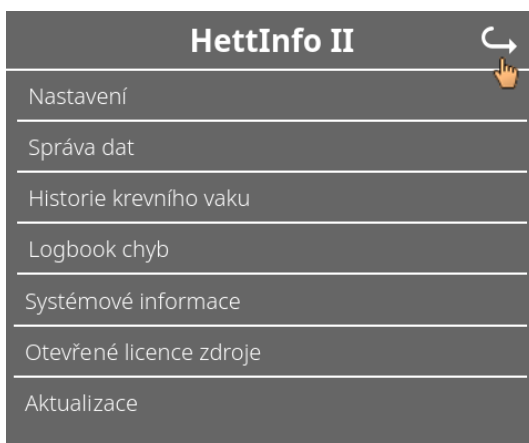 HettInfo II
Nastavení
Správa dat
Historie krevního vaku
Logbook chyb
Systémové informace
Otevřené licence zdroje
Aktualizace